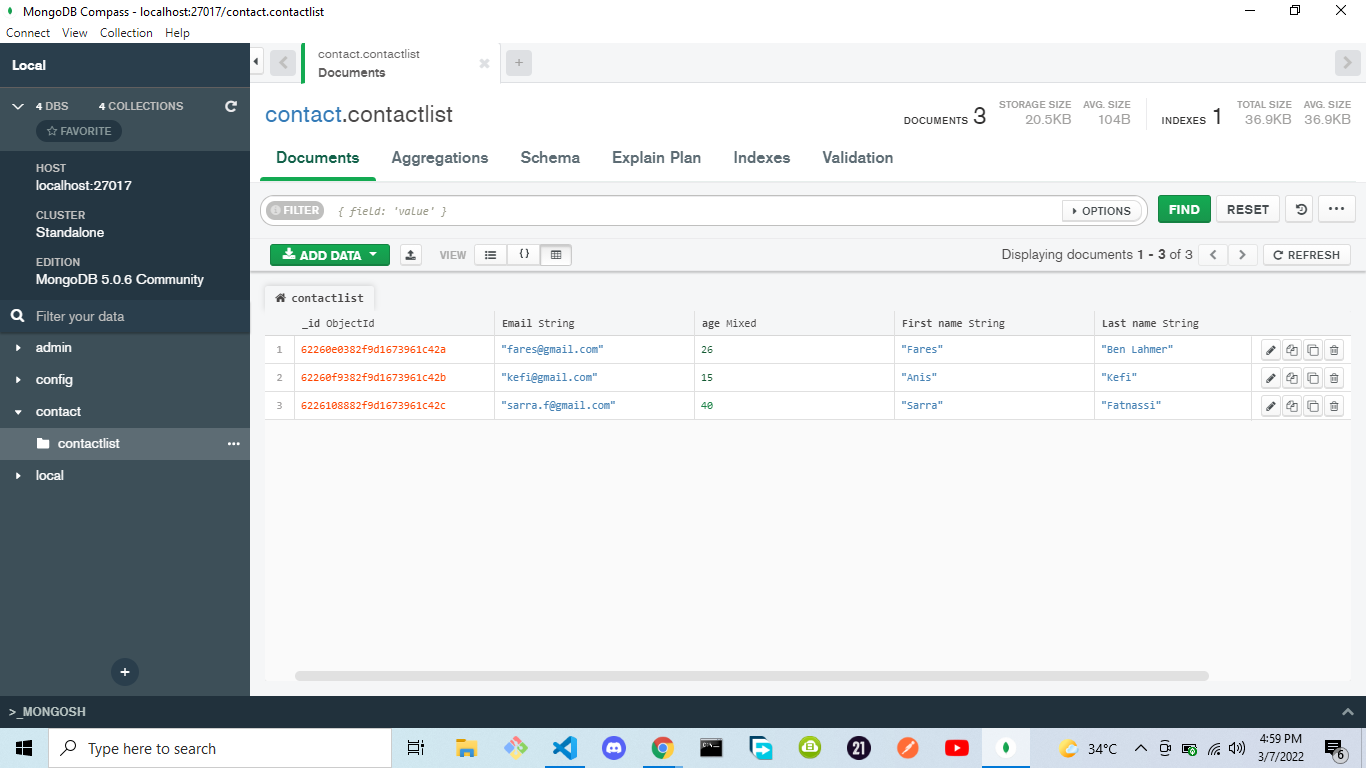 MongoDB Compass - localhost:27017/contact.contactlist
Connect View Collection Help
Local
contact.contactlist
Documents
4 DBS 4 COLLECTIONS
FAVORITE
contact.contactlist
DOCUMENTS 3 STORAGE SIZE 20.5KB AVG. SIZE 104B INDEXES 1 TOTAL SIZE 36.9KB AVG. SIZE 36.9KB
HOST
localhost:27017
CLUSTER
Standalone
EDITION
MongoDB 5.0.6 Community
Filter your data
admin
config
contact
contactlist
local
Documents Aggregations Schema Explain Plan Indexes Validation
FILTER { field: 'value' } OPTIONS FIND RESET
ADD DATA VIEW {} Displaying documents 1 - 3 of 3 REFRESH
contactlist
_id ObjectId Email String age Mixed First name String Last name String
1 62260e0382f9d1673961c42a "fares@gmail.com" 26 "Fares" "Ben Lahmer"
2 62260f9382f9d1673961c42b "kefi@gmail.com" 15 "Anis" "Kefi"
3 6226108882f9d1673961c42c "sarra.f@gmail.com" 40 "Sarra" "Fatnassi"
>_MONGOSH
Type here to search
21
34°C
4:59 PM
3/7/2022
6